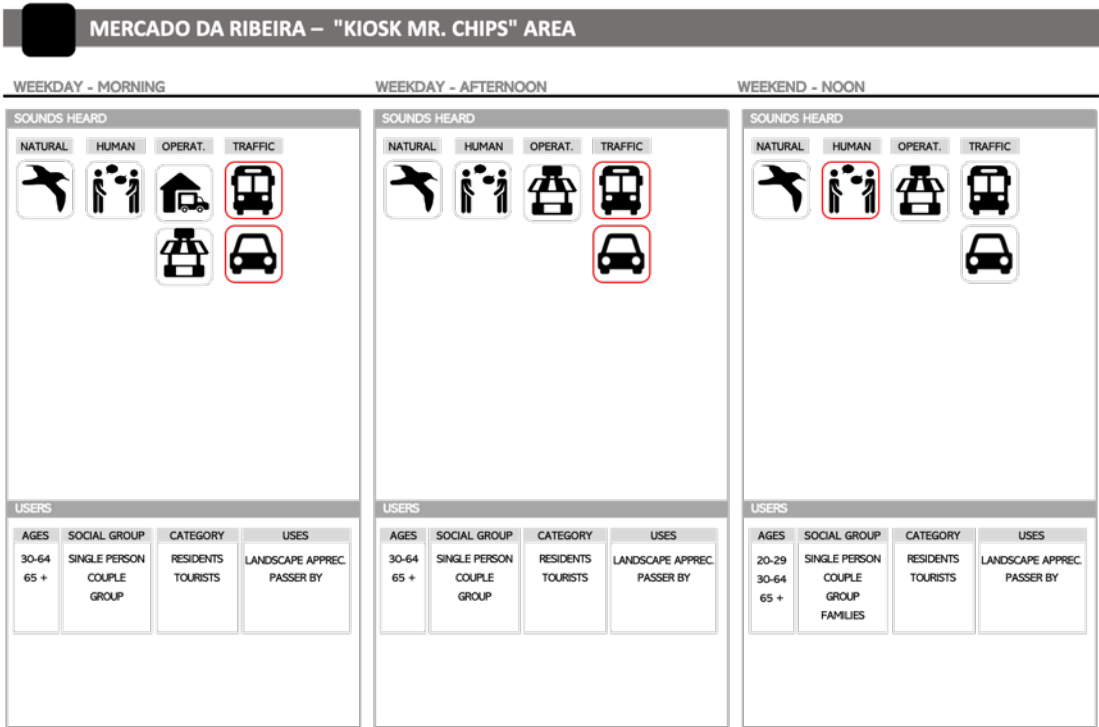 MERCADO DA RIBEIRA – "KIOSK MR. CHIPS" AREA
WEEKDAY - MORNING
SOUNDS HEARD
NATURAL HUMAN OPERAT. TRAFFIC
USERS
AGES SOCIAL GROUP CATEGORY USES
30-64 SINGLE PERSON RESIDENTS LANDSCAPE APPREC.
65 + COUPLE TOURISTS PASSER BY
GROUP
WEEKDAY - AFTERNOON
SOUNDS HEARD
NATURAL HUMAN OPERAT. TRAFFIC
USERS
AGES SOCIAL GROUP CATEGORY USES
30-64 SINGLE PERSON RESIDENTS LANDSCAPE APPREC.
65 + COUPLE TOURISTS PASSER BY
GROUP
WEEKEND - NOON
SOUNDS HEARD
NATURAL HUMAN OPERAT. TRAFFIC
USERS
AGES SOCIAL GROUP CATEGORY USES
20-29 SINGLE PERSON RESIDENTS LANDSCAPE APPREC.
30-64 COUPLE TOURISTS PASSER BY
65 + GROUP
FAMILIES